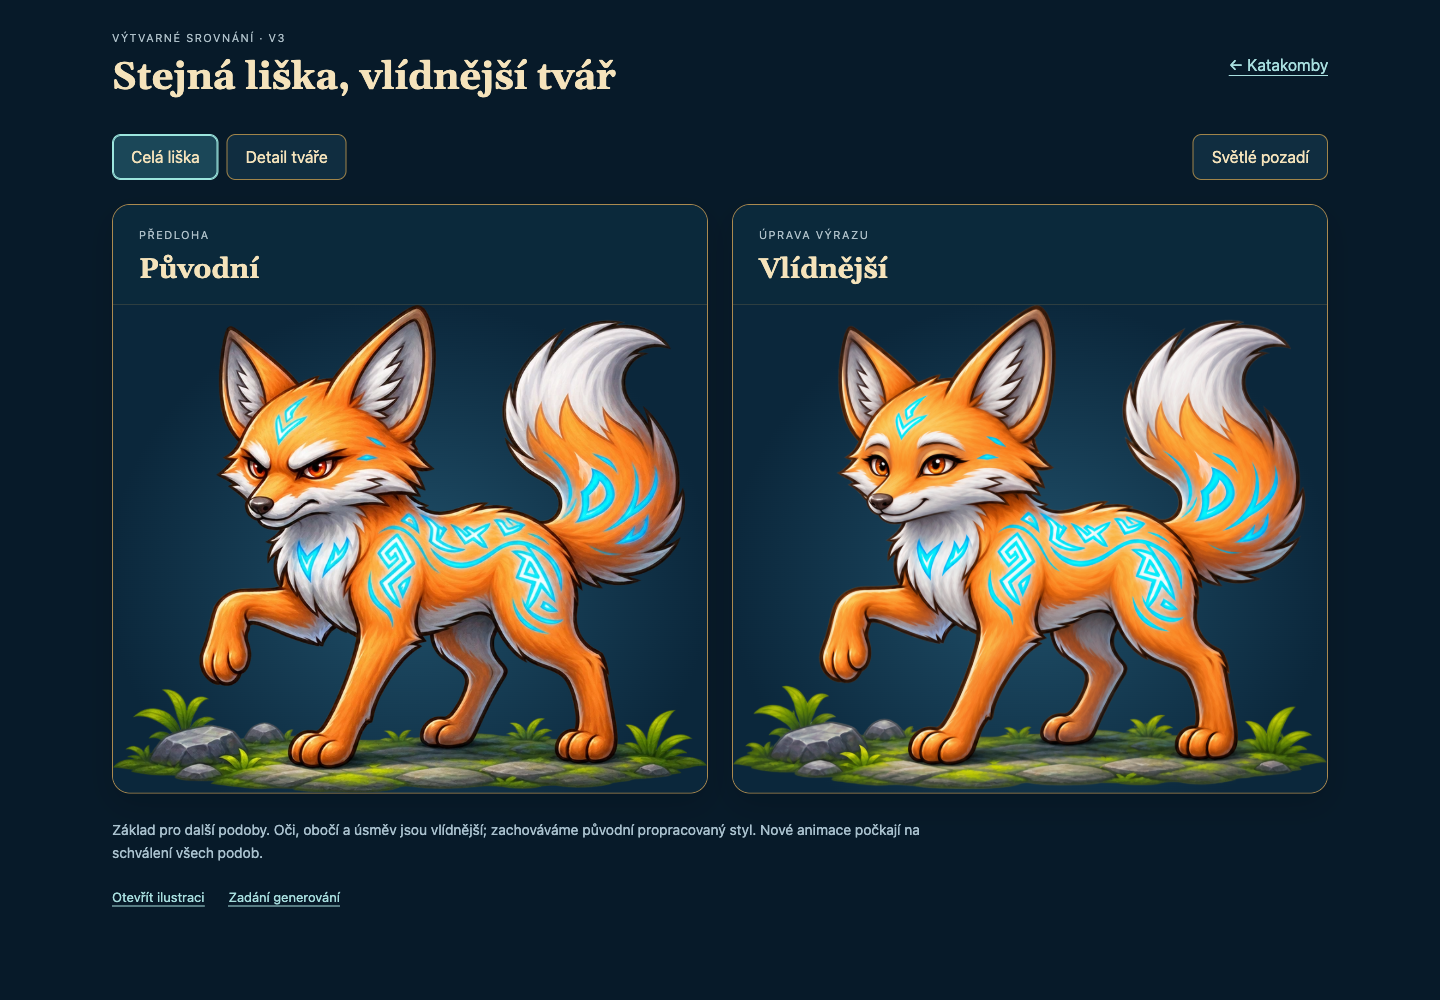 VÝTVARNÉ SROVNÁNÍ · V3
Stejná liška, vlídnější tvář
← Katakomby
Celá liška
Detail tváře
Světlé pozadí
PŘEDLOHA
Původní
ÚPRAVA VÝRAZU
Vlídnější
Základ pro další podoby. Oči, obočí a úsměv jsou vlídnější; zachováváme původní propracovaný styl. Nové animace počkají na
schválení všech podob.
Otevřít ilustraci
Zadání generování